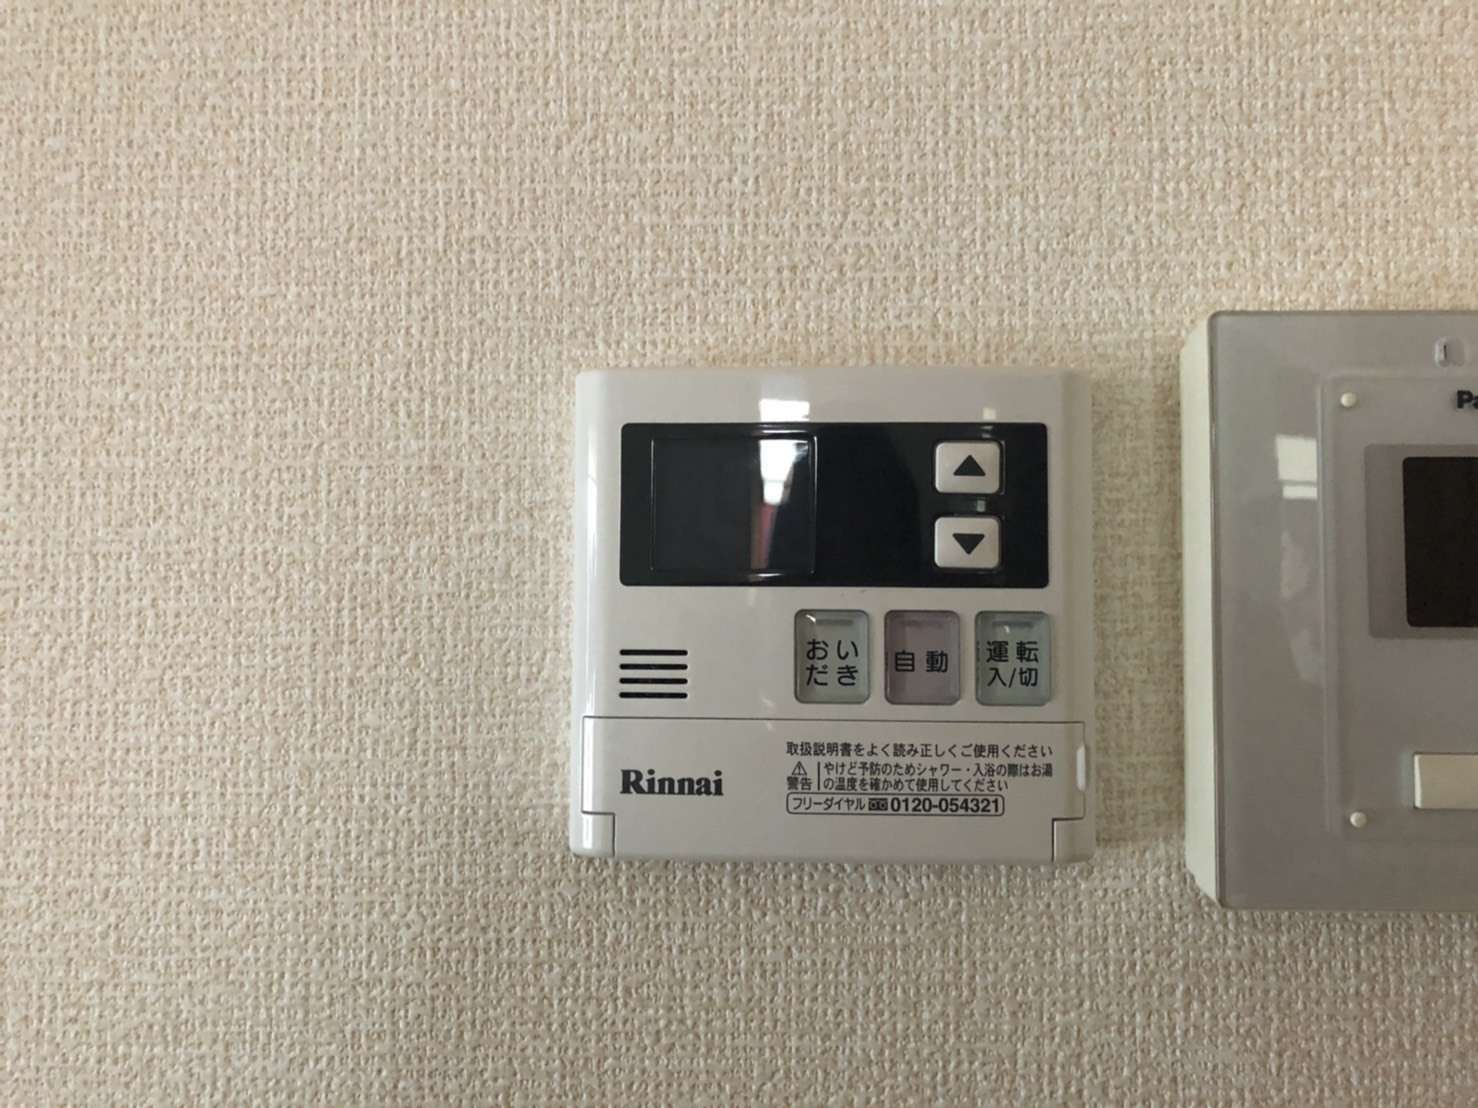 おい
だき
自動
運転
入/切
Rinnai
取扱説明書をよく読み正しくご使用ください
警告
やけど予防のためシャワー・入浴の際はお湯
の温度を確かめて使用してください
フリーダイヤル 0120-054321